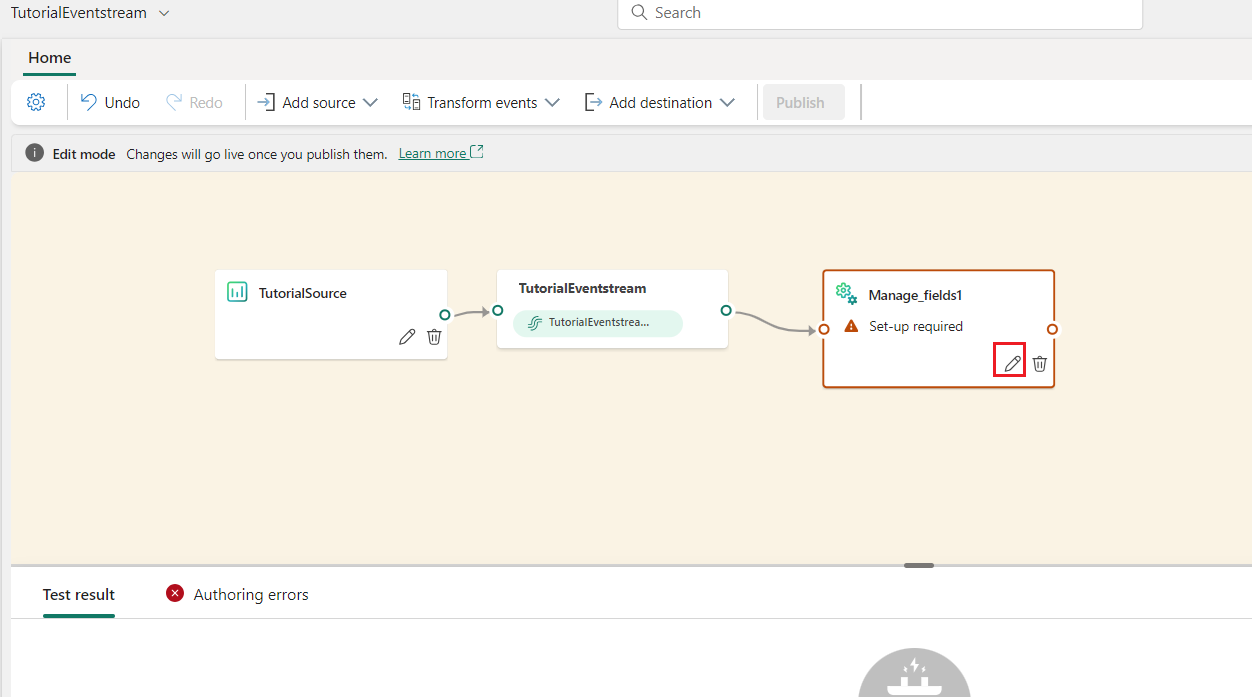 TutorialEventstream
Search
Home
Undo
Redo
Add source
Transform events
Add destination
Publish
Edit mode Changes will go live once you publish them. Learn more
TutorialSource
TutorialEventstream
TutorialEventstrea...
Manage_fields1
Set-up required
Test result
Authoring errors